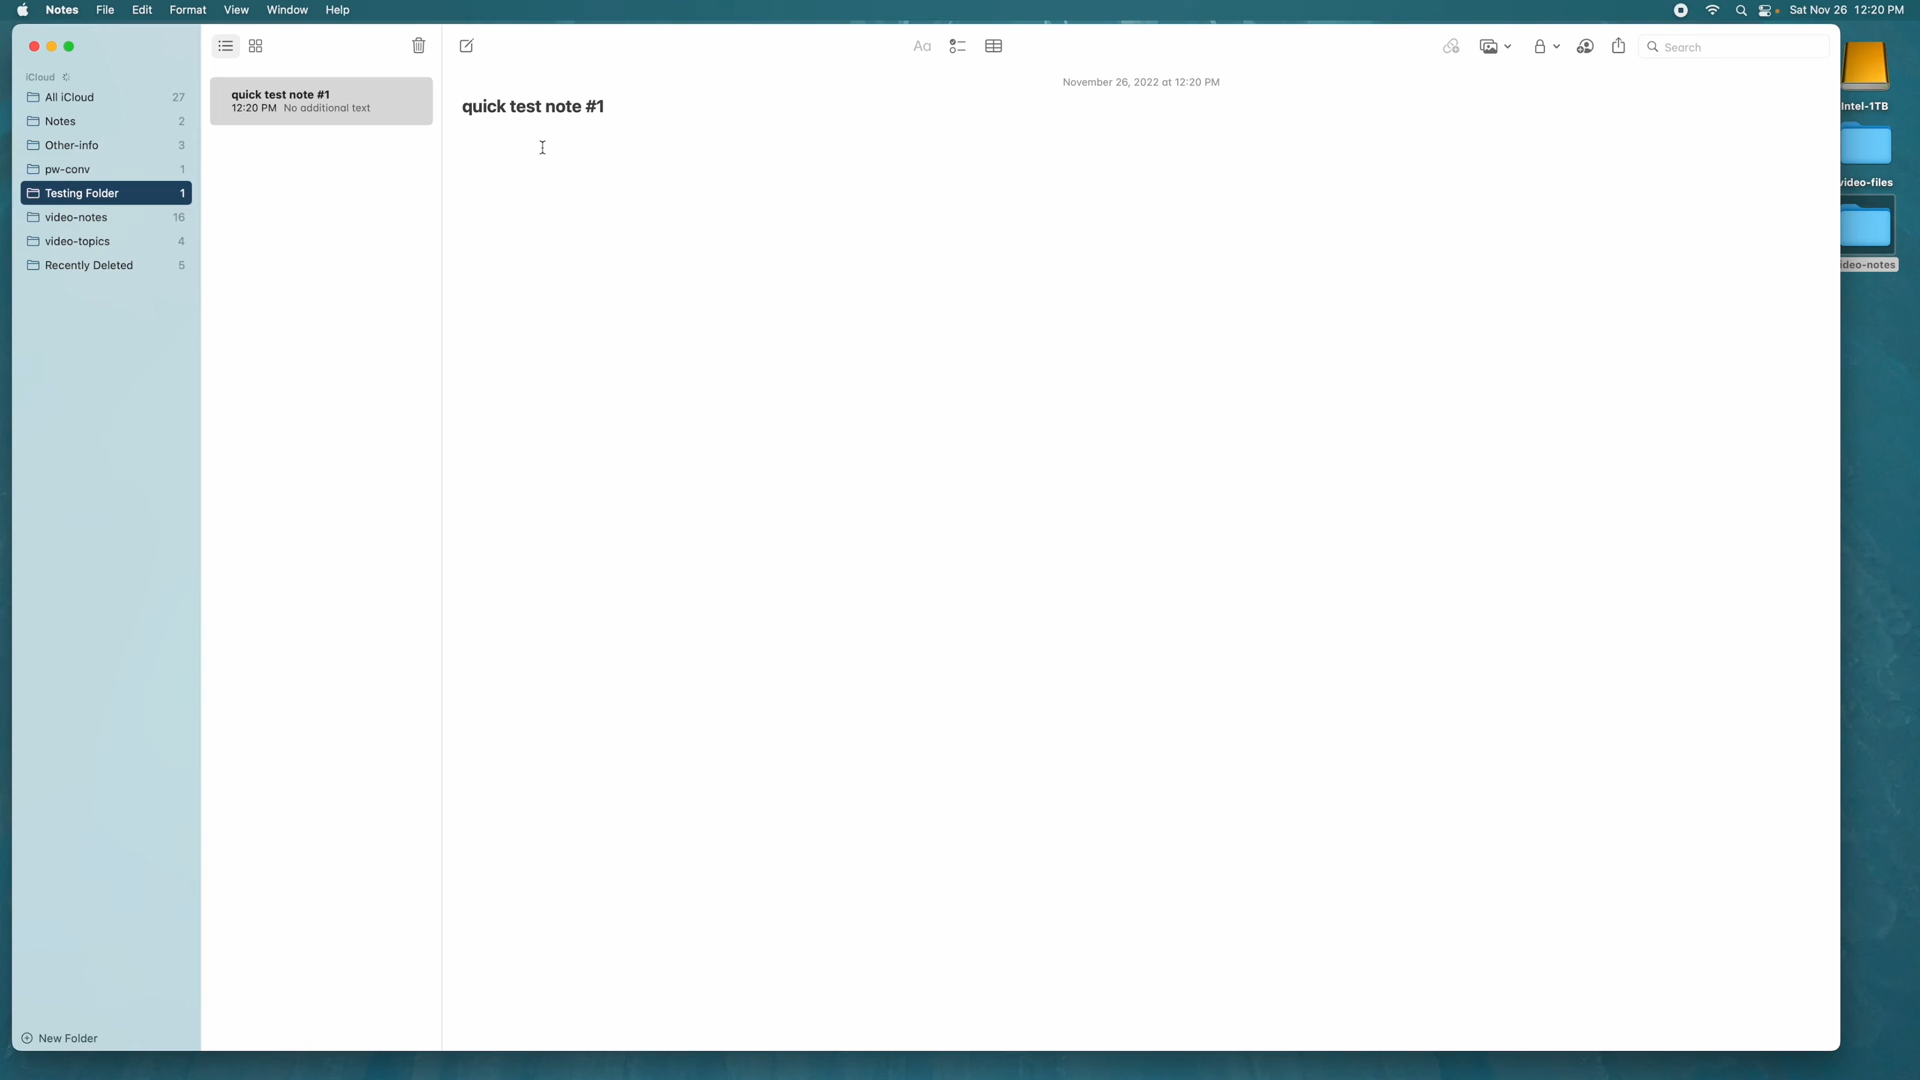 Notes File Edit Format View Window Help
Sat Nov 26 12:20 PM
Aa
Search
iCloud
All iCloud 27
Notes 2
Other-info 3
pw-conv 1
Testing Folder 1
video-notes 16
video-topics 4
Recently Deleted 5
New Folder
quick test note #1
12:20 PM No additional text
November 26, 2022 at 12:20 PM
quick test note #1
Intel-1TB
video-files
ideo-notes